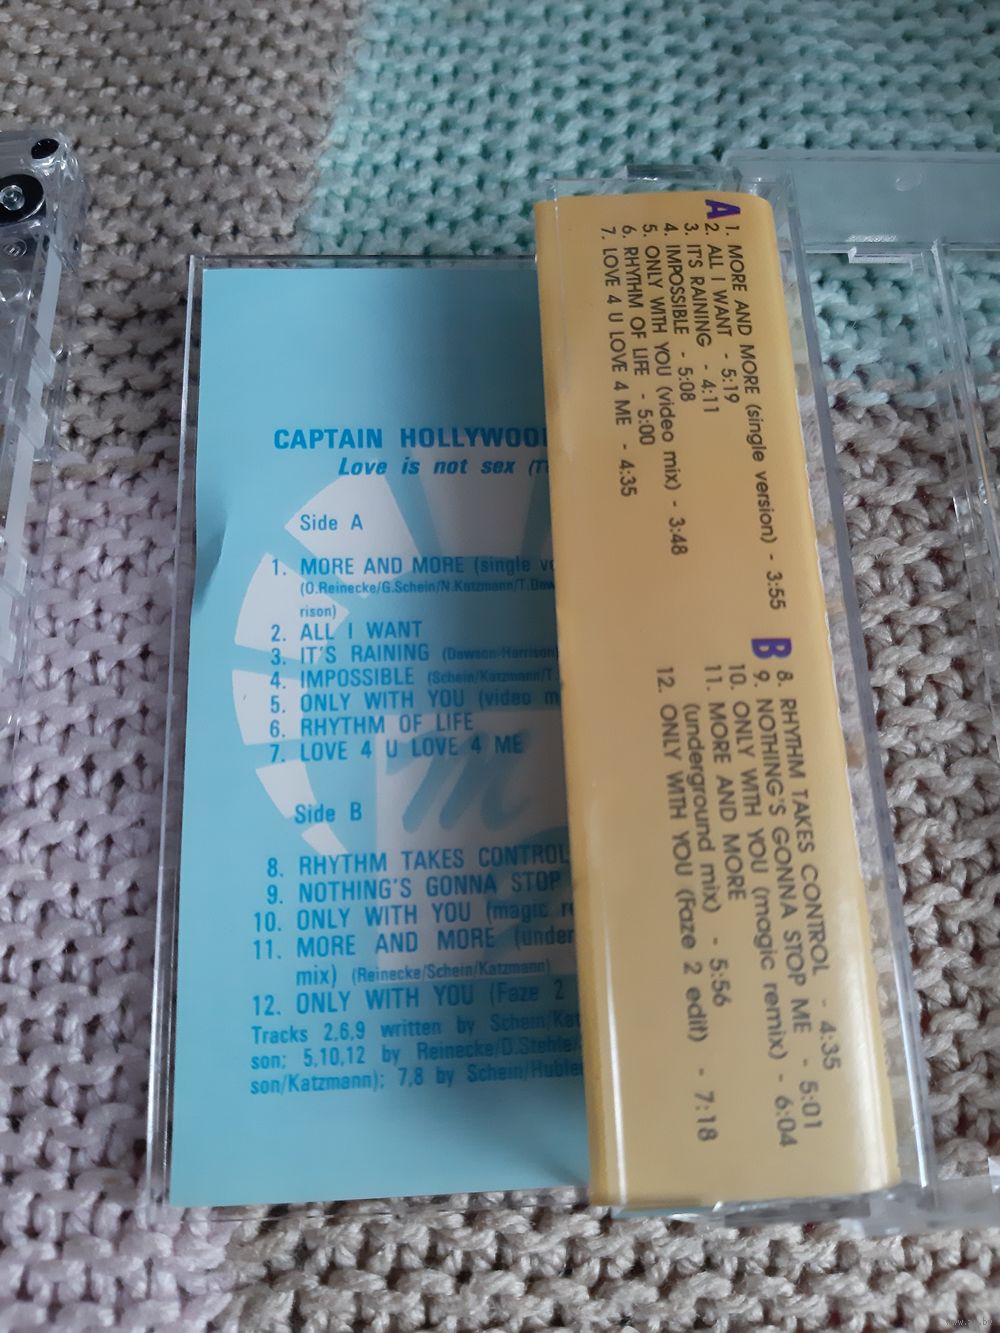 CAPTAIN HOLLYWOOD
Love is not sex
Side A
1. MORE AND MORE (single
(O.Reinecke/G.Schein/N.Katzmann/T.Daw
rison)
2. ALL I WANT
3. IT'S RAINING (Dawson-Harrison
4. IMPOSSIBLE (Schein/Katzmann/T.
5. ONLY WITH YOU (video m
6. RHYTHM OF LIFE
7. LOVE 4 U LOVE 4 ME
m
Side B
8. RHYTHM TAKES CONTROL
9. NOTHING'S GONNA STOP
10. ONLY WITH YOU (magic re
11. MORE AND MORE (under
mix) (Reinecke/Schein/Katzmann)
12. ONLY WITH YOU (Faze 2
Tracks 2,6,9 written by Schein/Kat
son; 5,10,12 by Reinecke/D.Stehle/
son/Katzmann); 7,8 by Schein/Huble
A
1. MORE AND MORE (single version) - 3:55
2. ALL I WANT - 5:19
3. IT'S RAINING - 4:11
4. IMPOSSIBLE - 5:08
5. ONLY WITH YOU (video mix) - 3:48
6. RHYTHM OF LIFE - 5:00
7. LOVE 4 U LOVE 4 ME - 4:35
B
8. RHYTHM TAKES CONTROL - 4:35
9. NOTHING'S GONNA STOP ME - 5:01
10. ONLY WITH YOU (magic remix) - 6:04
11. MORE AND MORE
(underground mix) - 5:56
12. ONLY WITH YOU (Faze 2 edit) - 7:18